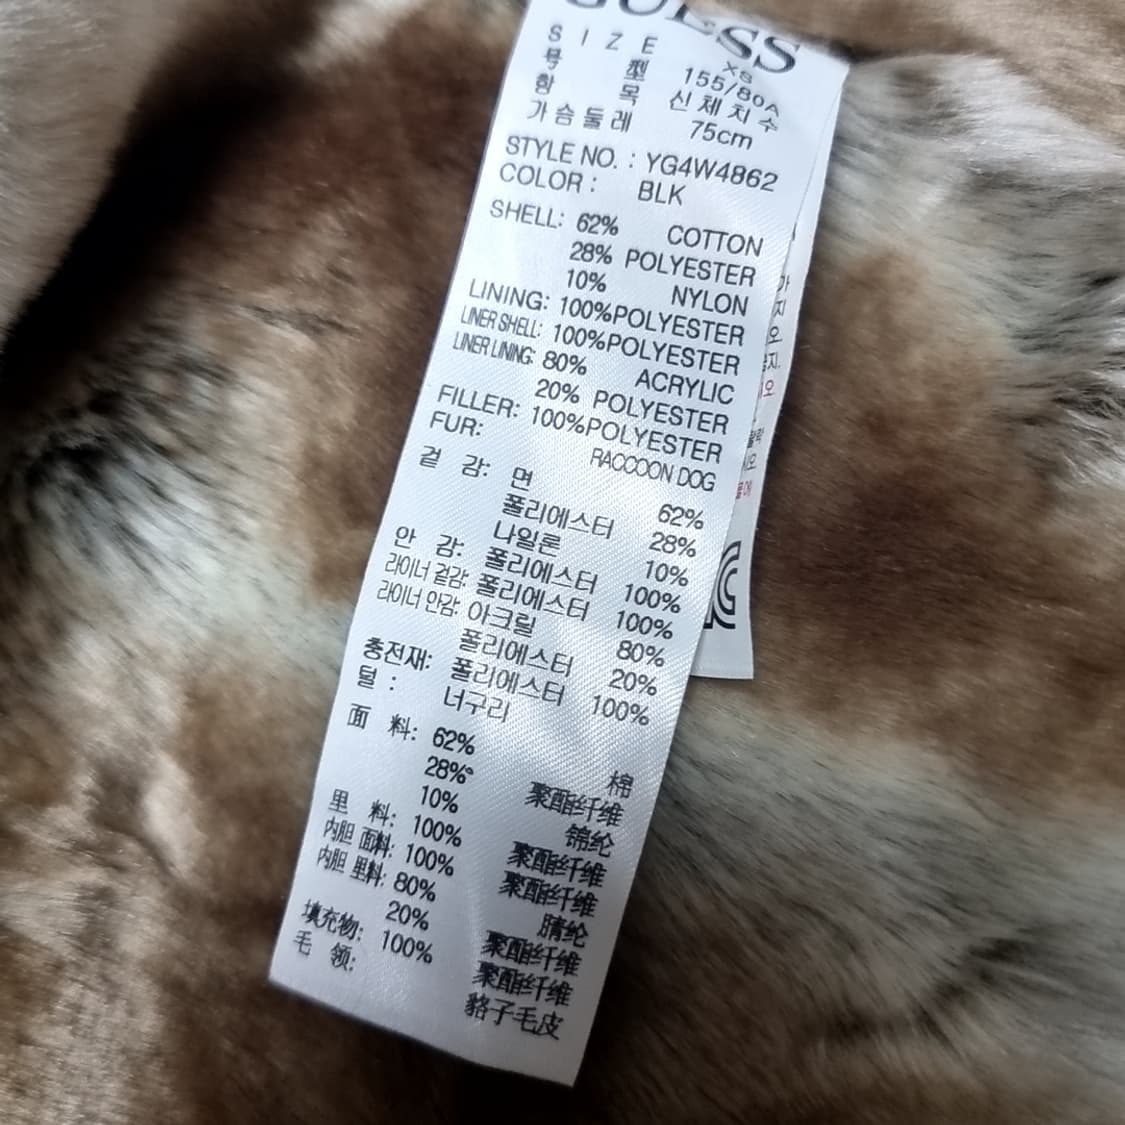 GUESS
SIZE XS
号 型 155/80A
항 목 신체치수
가슴둘레 75cm
STYLE NO. : YG4W4862
COLOR : BLK
SHELL: 62% COTTON
28% POLYESTER
10% NYLON
LINING: 100%POLYESTER
LINER SHELL: 100%POLYESTER
LINER LINING: 80% ACRYLIC
20% POLYESTER
FILLER: 100%POLYESTER
FUR: RACCOON DOG
겉 감: 면 62%
폴리에스터 28%
나일론 10%
안 감: 폴리에스터 100%
라이너 겉감: 폴리에스터 100%
라이너 안감: 아크릴 80%
폴리에스터 20%
충전재: 폴리에스터 100%
털 : 너구리
面 料: 62% 棉
28% 聚酯纤维
10% 锦纶
里 料: 100% 聚酯纤维
内胆 面料: 100% 聚酯纤维
内胆 里料: 80% 腈纶
20% 聚酯纤维
填充物: 100% 聚酯纤维
毛 领: 貉子毛皮